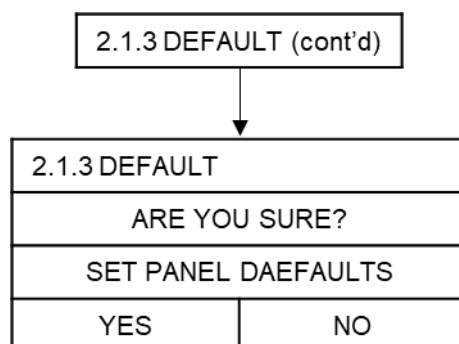 2.1.3 DEFAULT (cont’d)
2.1.3 DEFAULT
ARE YOU SURE?
SET PANEL DAEFAULTS
YES NO